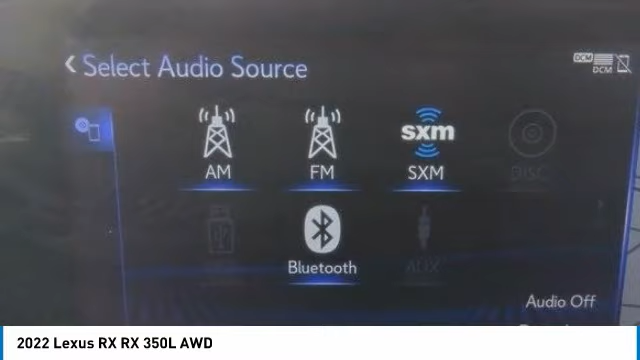 Select Audio Source
DCM
DCM
AM
FM
sxm
SXM
DISC
Bluetooth
AUX
Audio Off
2022 Lexus RX RX 350L AWD